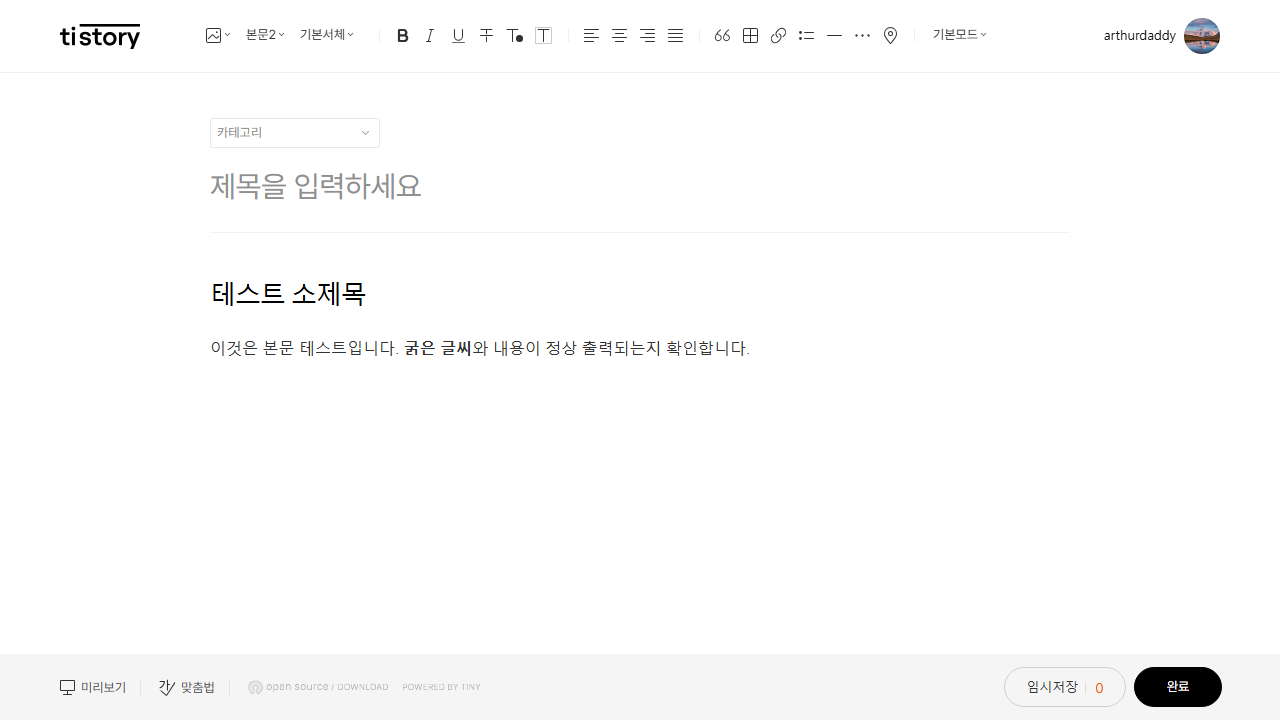 tistory
본문2 기본서체 B I U T T T 기본모드 arthurdaddy
카테고리
제목을 입력하세요
테스트 소제목
이것은 본문 테스트입니다. 굵은 글씨와 내용이 정상 출력되는지 확인합니다.
미리보기 맞춤법 open source / DOWNLOAD POWERED BY TINY 임시저장 0 완료